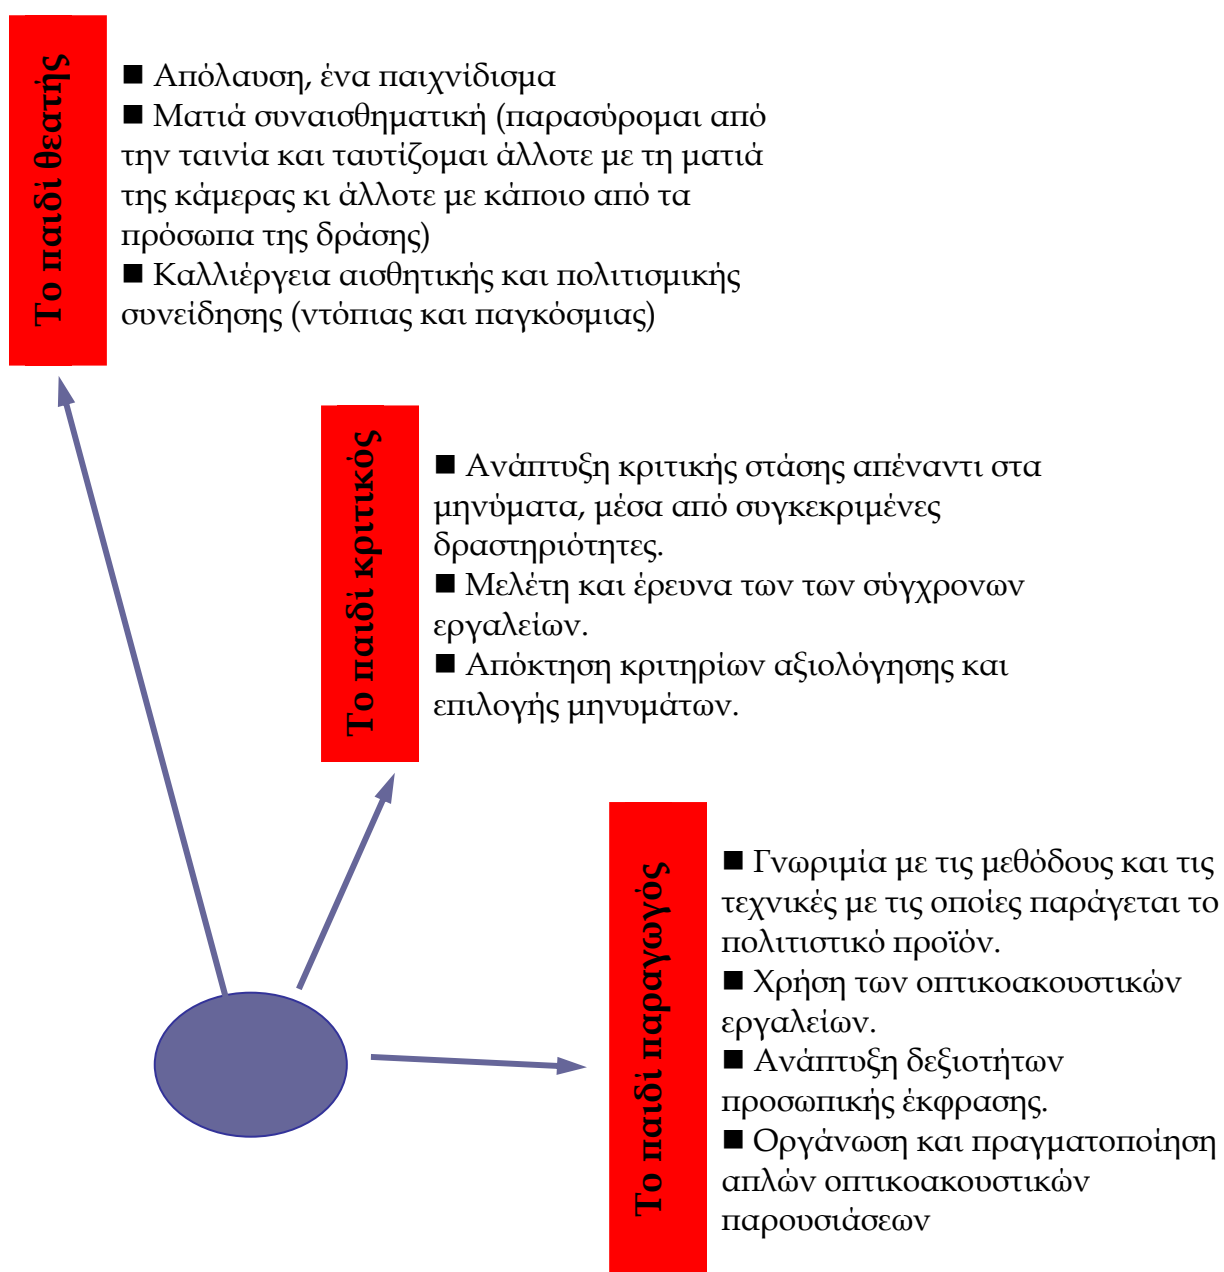 Το παιδί θεατής
■ Απόλαυση, ένα παιχνίδισμα
■ Ματιά συναισθηματική (παρασύρομαι από
την ταινία και ταυτίζομαι άλλοτε με τη ματιά
της κάμερας κι άλλοτε με κάποιο από τα
πρόσωπα της δράσης)
■ Καλλιέργεια αισθητικής και πολιτισμικής
συνείδησης (ντόπιας και παγκόσμιας)
Το παιδί κριτικός
■ Ανάπτυξη κριτικής στάσης απέναντι στα
μηνύματα, μέσα από συγκεκριμένες
δραστηριότητες.
■ Μελέτη και έρευνα των των σύγχρονων
εργαλείων.
■ Απόκτηση κριτηρίων αξιολόγησης και
επιλογής μηνυμάτων.
Το παιδί παραγωγός
■ Γνωριμία με τις μεθόδους και τις
τεχνικές με τις οποίες παράγεται το
πολιτιστικό προϊόν.
■ Χρήση των οπτικοακουστικών
εργαλείων.
■ Ανάπτυξη δεξιοτήτων
προσωπικής έκφρασης.
■ Οργάνωση και πραγματοποίηση
απλών οπτικοακουστικών
παρουσιάσεων